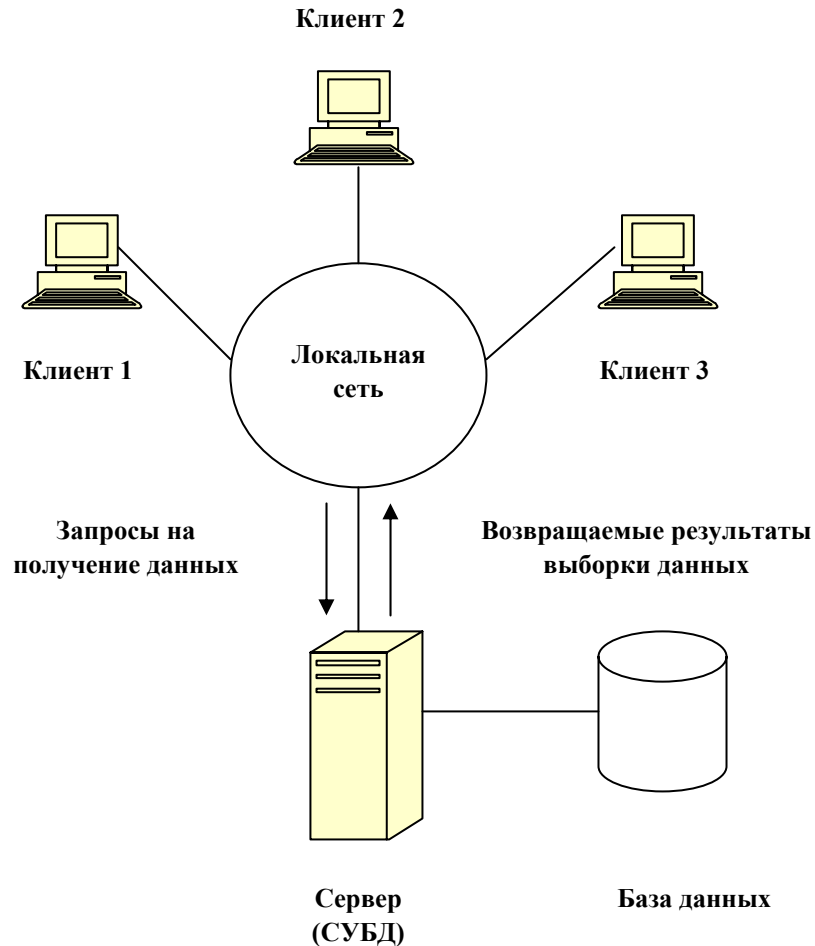 Клиент 2
Клиент 1
Локальная
сеть
Клиент 3
Запросы на
получение данных
Возвращаемые результаты
выборки данных
Сервер
(СУБД)
База данных